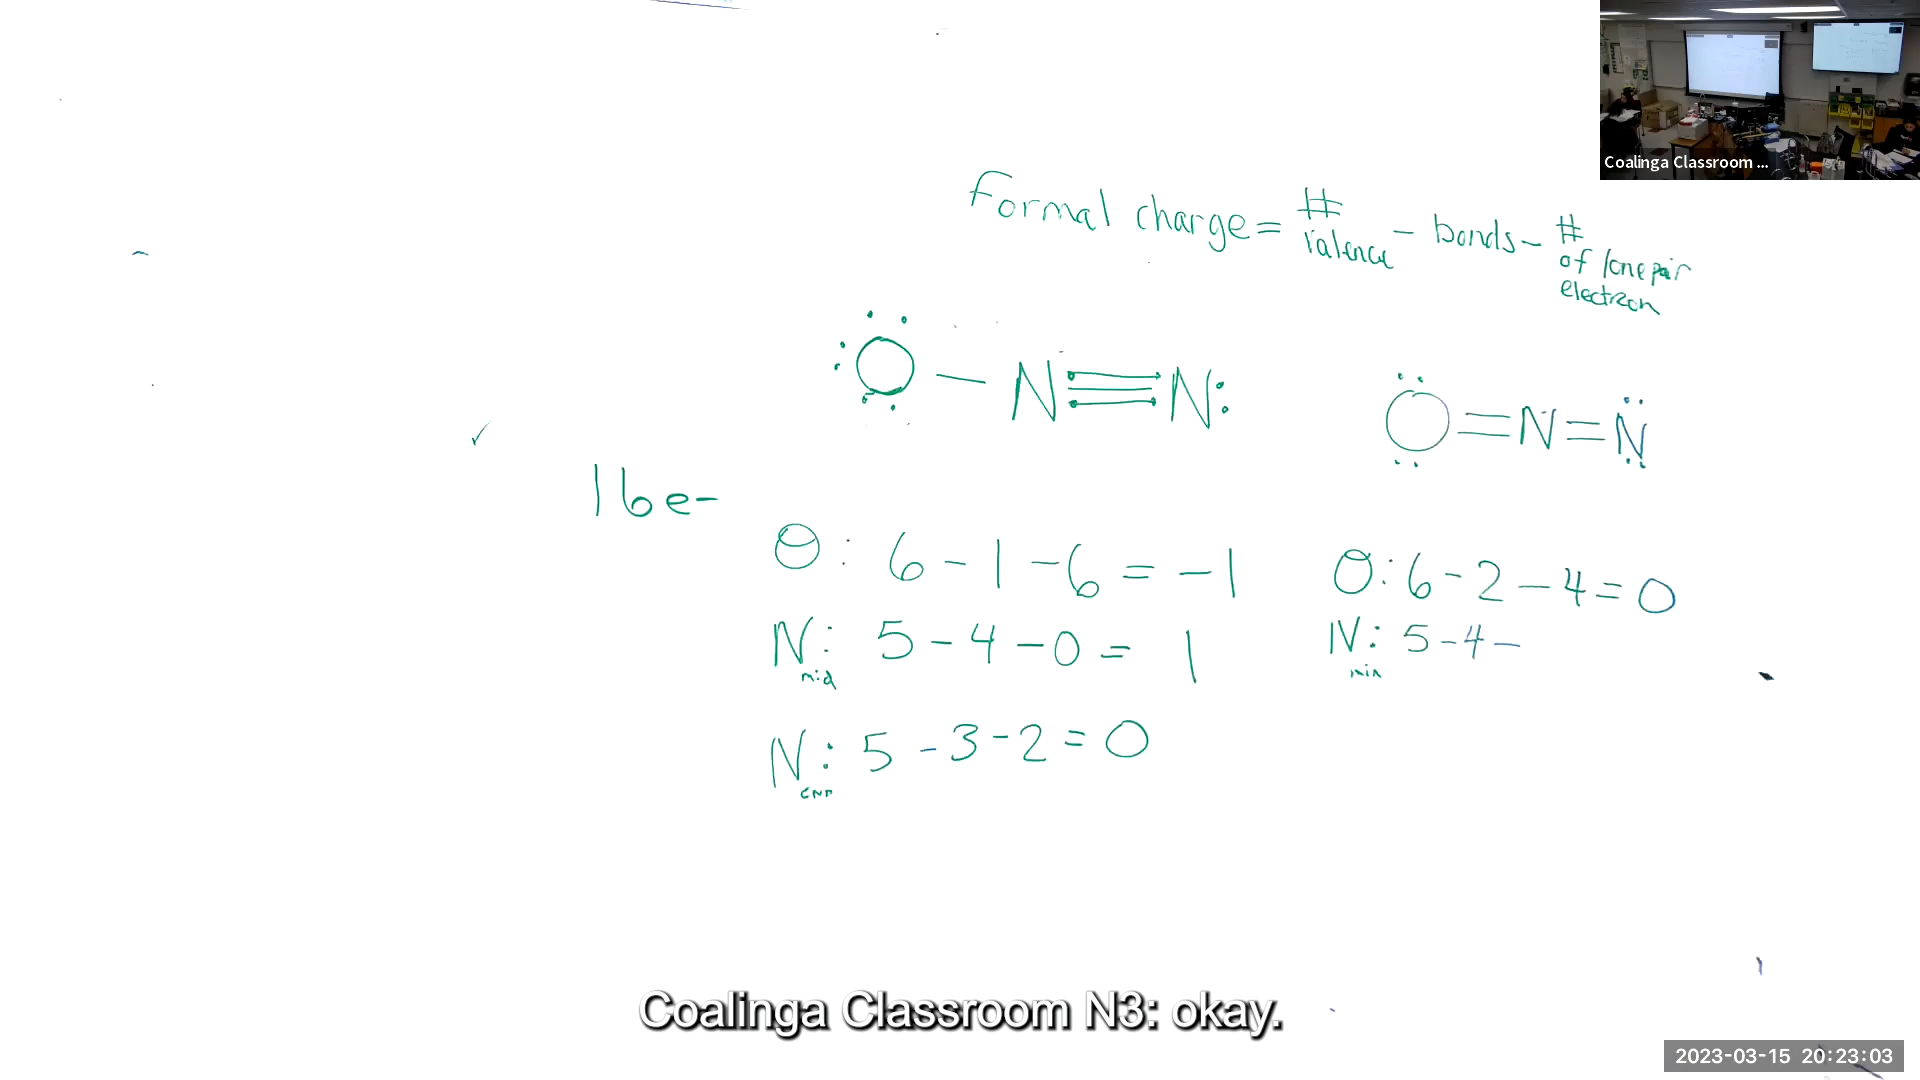 Coalinga Classroom ...
Formal charge = # valence - bonds - # of lone pair electron
O - N ≡ N:
O = N = N
16e-
O: 6 - 1 - 6 = -1
O: 6 - 2 - 4 = 0
N: 5 - 4 - 0 = 1
mid
N: 5 - 4 -
N: 5 - 3 - 2 = 0
Coalinga Classroom N3: okay.
2023-03-15 20:23:03